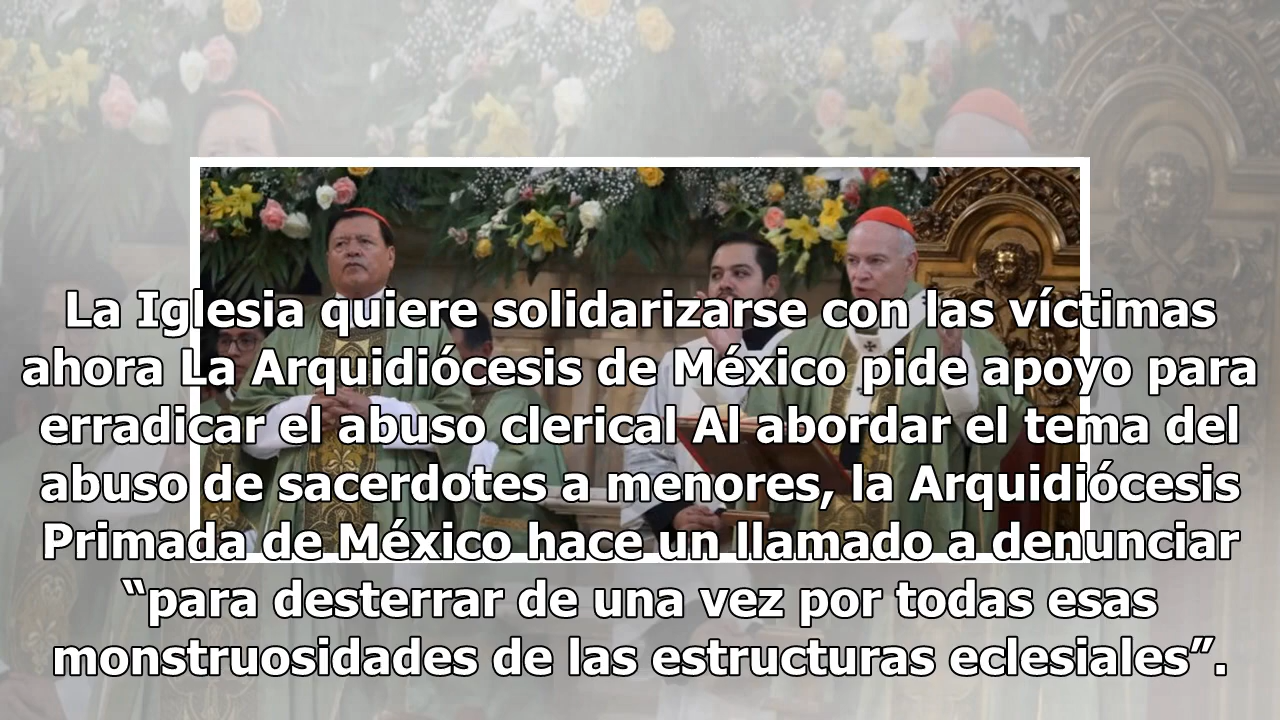 La Iglesia quiere solidarizarse con las víctimas
ahora La Arquidiócesis de México pide apoyo para
erradicar el abuso clerical Al abordar el tema del
abuso de sacerdotes a menores, la Arquidiócesis
Primada de México hace un llamado a denunciar
“para desterrar de una vez por todas esas
monstruosidades de las estructuras eclesiales”.